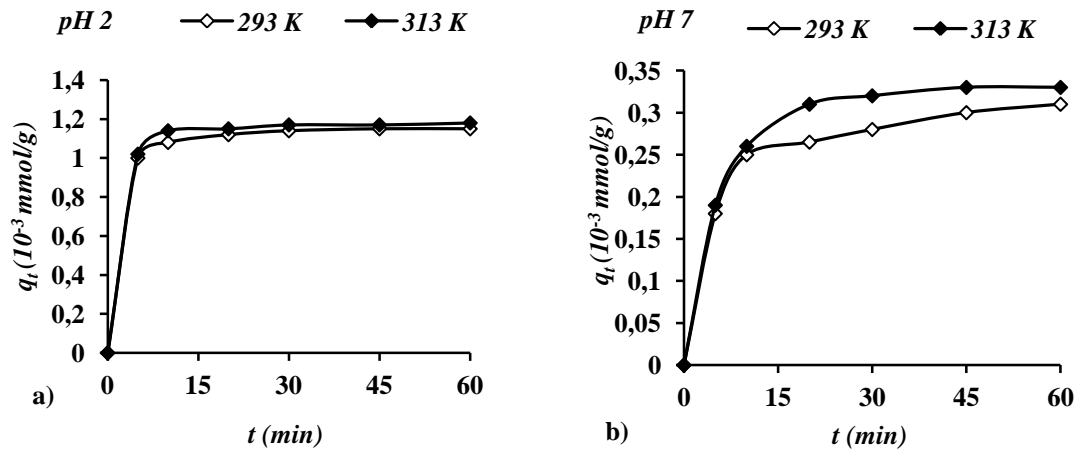 pH 2 293 K 313 K
1,4
1,2
1
0,8
0,6
0,4
0,2
0
qt (10-3 mmol/g)
0 15 30 45 60
a)
t (min)
pH 7 293 K 313 K
0,35
0,3
0,25
0,2
0,15
0,1
0,05
0
qt (10-3 mmol/g)
0 15 30 45 60
b)
t (min)